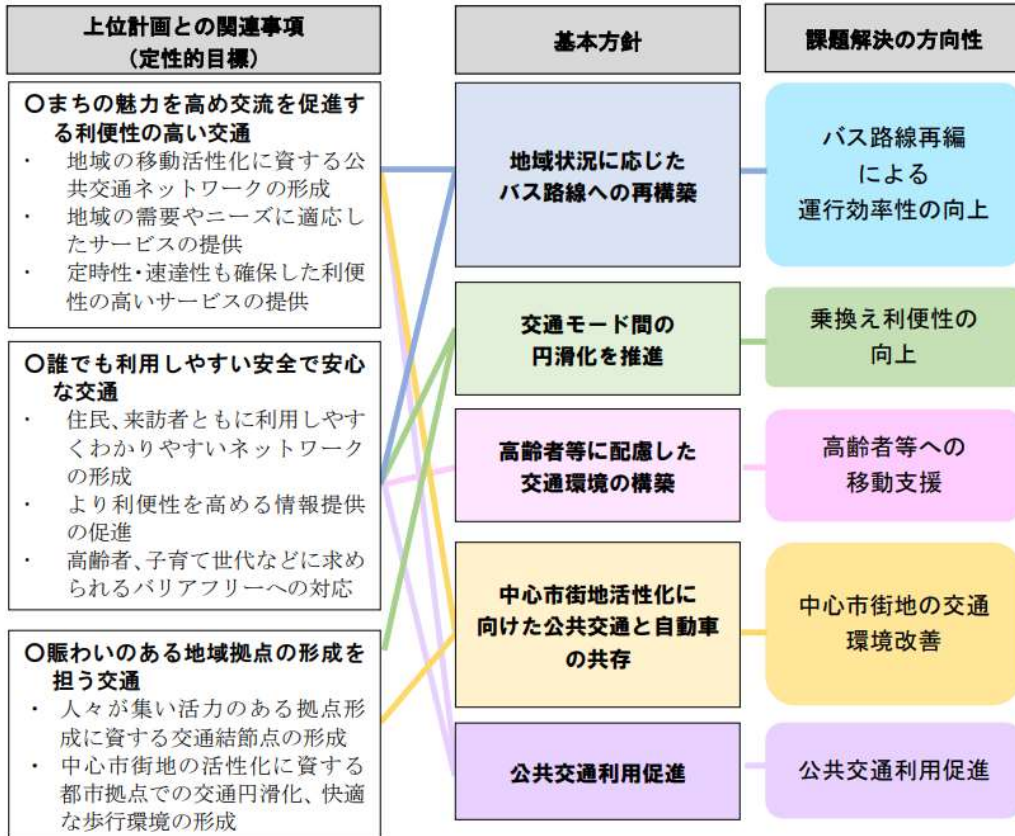 上位計画との関連事項
(定性的目標)
〇まちの魅力を高め交流を促進す
る利便性の高い交通
・ 地域の移動活性化に資する公
共交通ネットワークの形成
・ 地域の需要やニーズに適応し
たサービスの提供
・ 定時性・速達性も確保した利便
性の高いサービスの提供
〇誰でも利用しやすい安全で安心
な交通
・ 住民、来訪者ともに利用しやす
くわかりやすいネットワーク
の形成
・ より利便性を高める情報提供
の促進
・ 高齢者、子育て世代などに求め
られるバリアフリーへの対応
〇賑わいのある地域拠点の形成を
担う交通
・ 人々が集い活力のある拠点形
成に資する交通結節点の形成
・ 中心市街地の活性化に資する
都市拠点での交通円滑化、快適
な歩行環境の形成
基本方針
地域状況に応じた
バス路線への再構築
交通モード間の
円滑化を推進
高齢者等に配慮した
交通環境の構築
中心市街地活性化に
向けた公共交通と自動車
の共存
公共交通利用促進
課題解決の方向性
バス路線再編
による
運行効率性の向上
乗換え利便性の
向上
高齢者等への
移動支援
中心市街地の交通
環境改善
公共交通利用促進